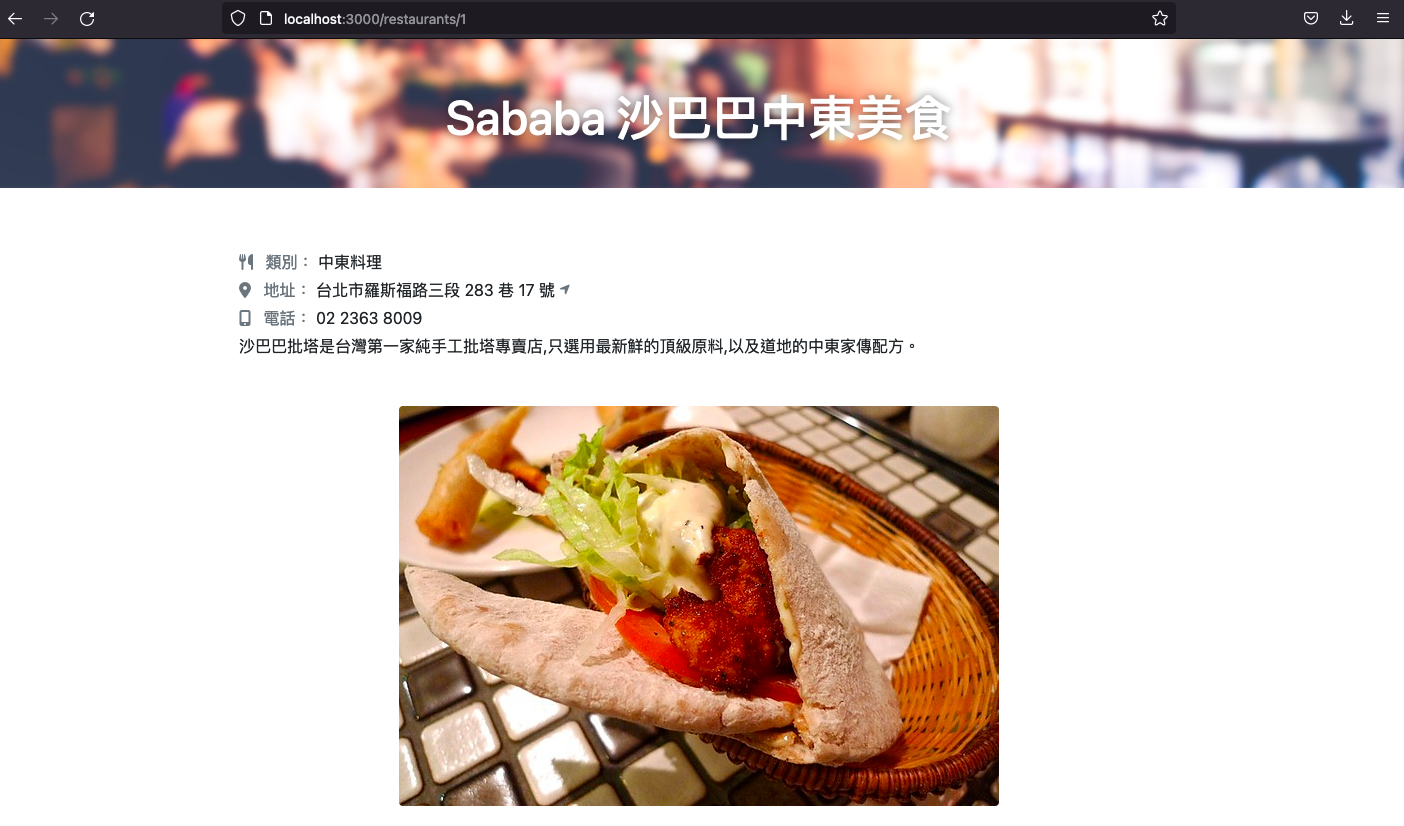 localhost:3000/restaurants/1
Sababa 沙巴巴中東美食
類別： 中東料理
地址： 台北市羅斯福路三段 283 巷 17 號
電話： 02 2363 8009
沙巴巴批塔是台灣第一家純手工批塔專賣店,只選用最新鮮的頂級原料,以及道地的中東家傳配方。